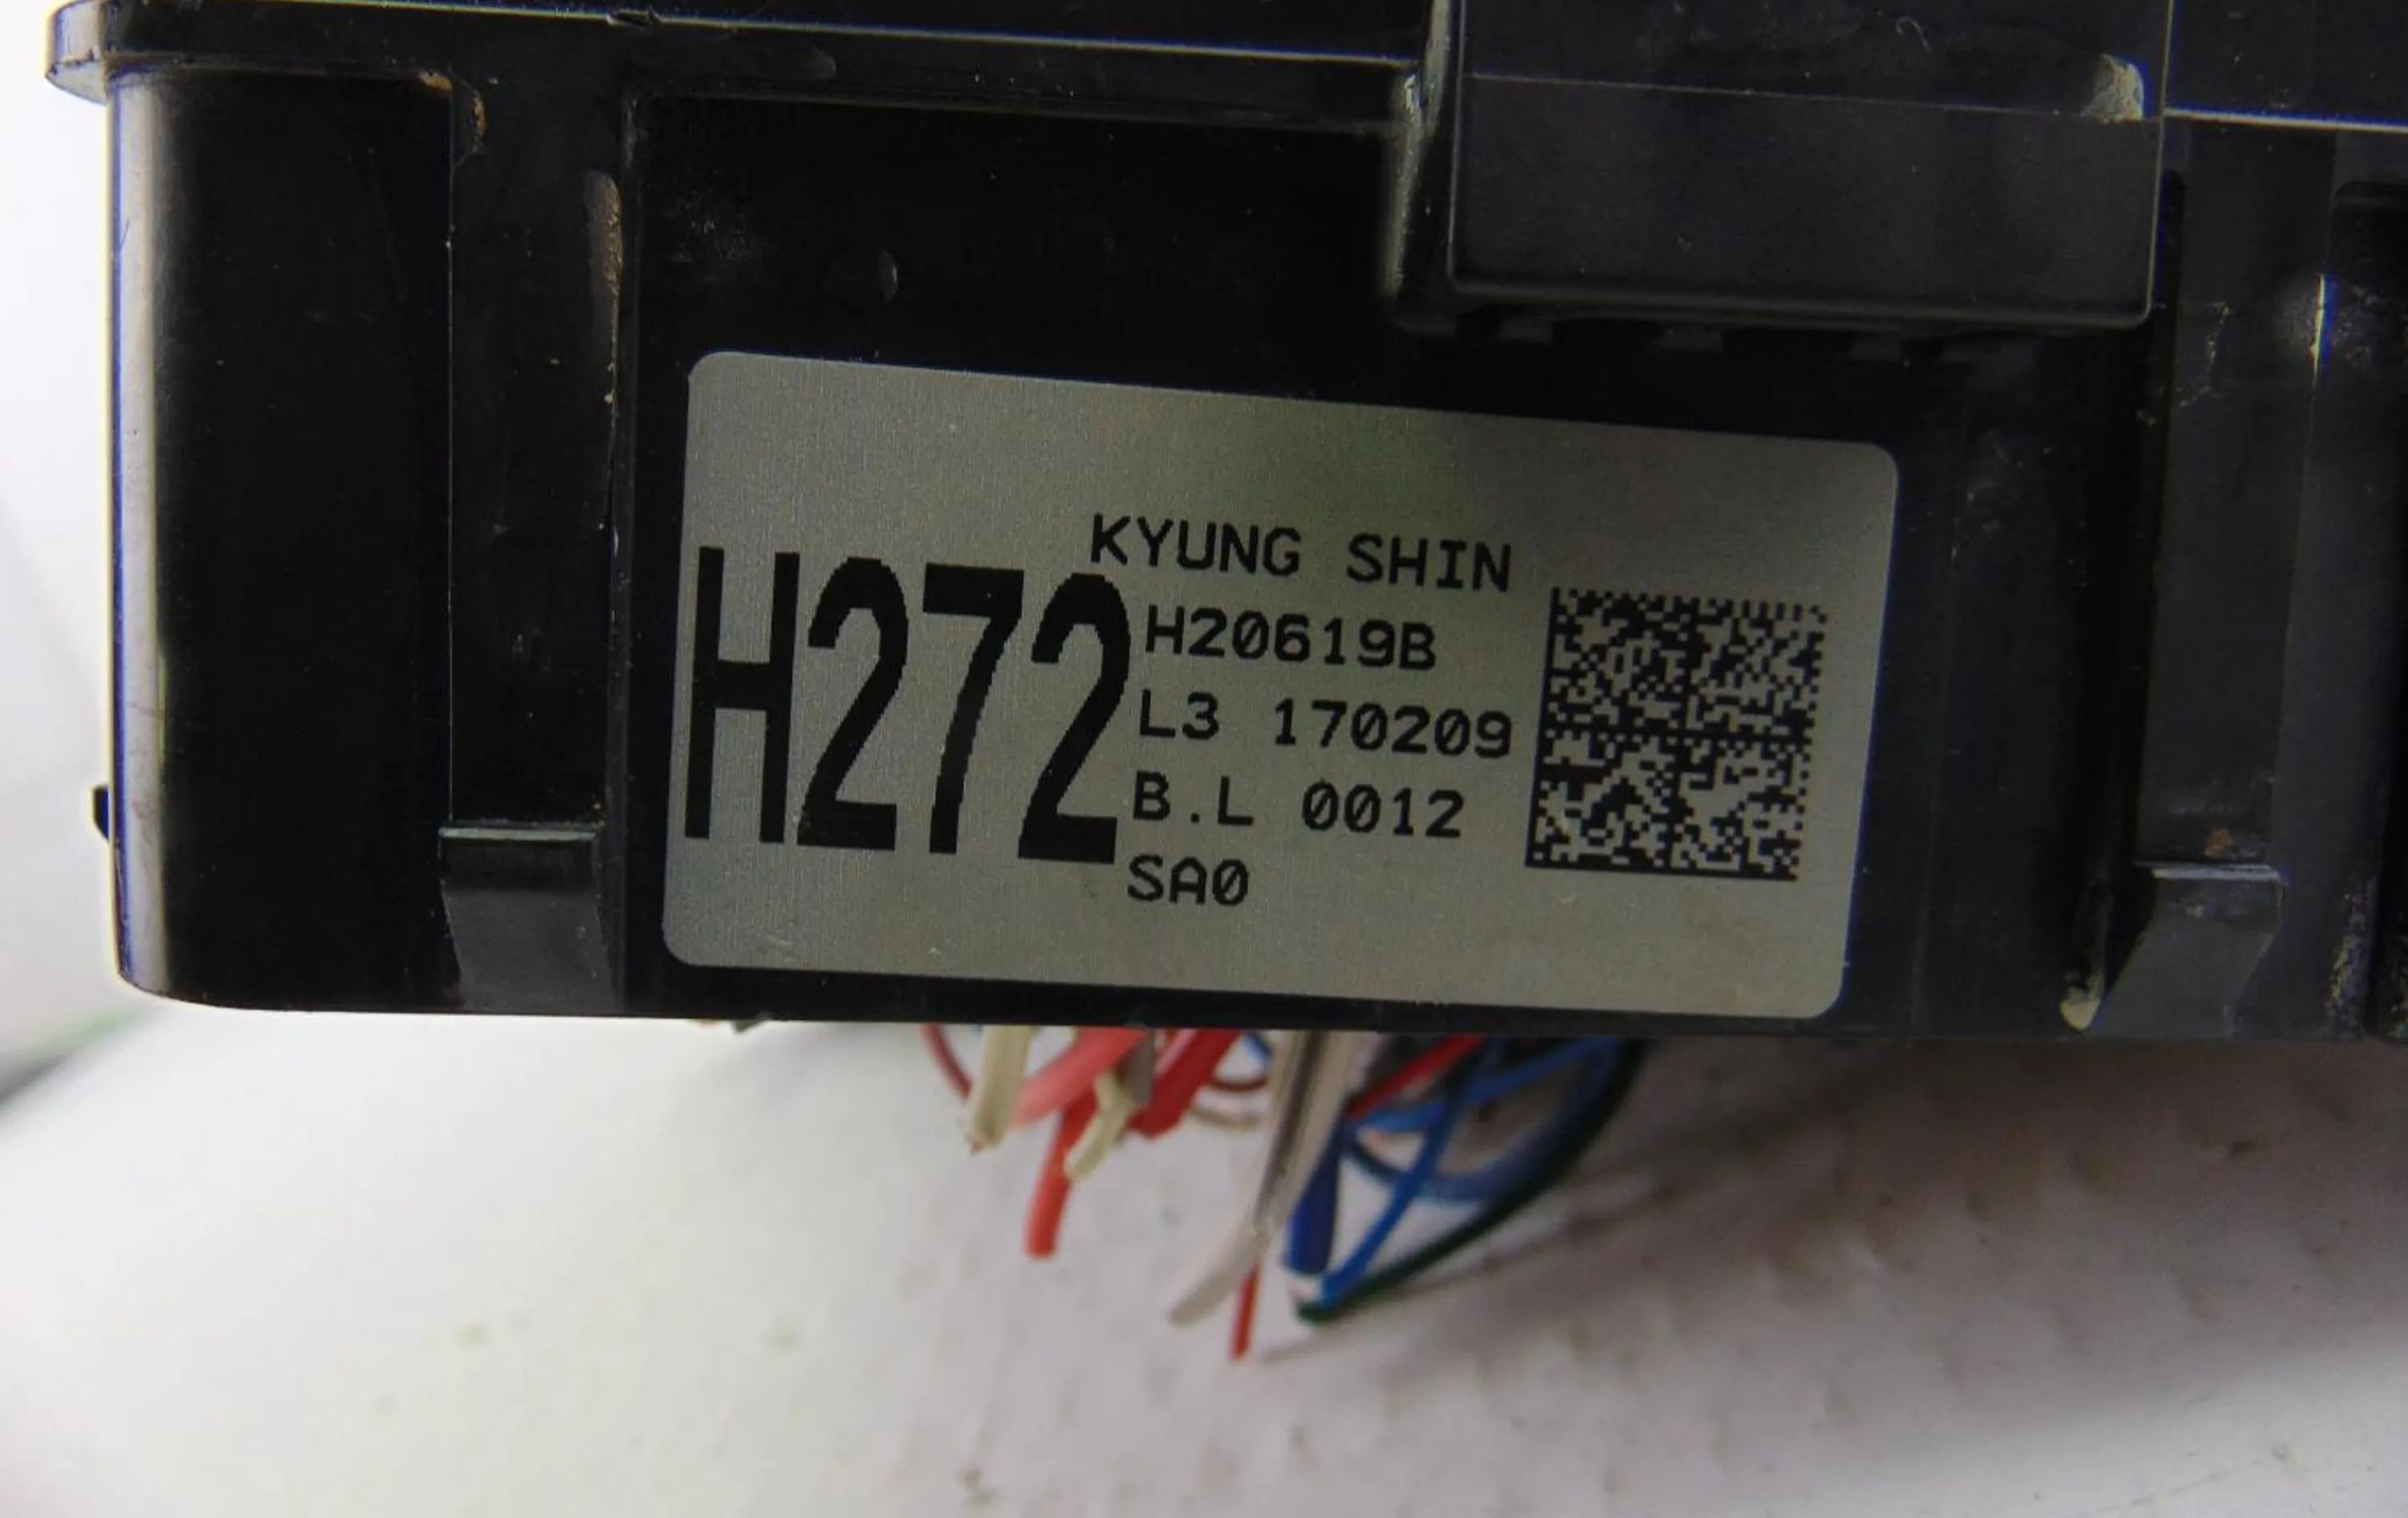 KYUNG SHIN
H272
H20619B
L3 170209
B.L 0012
SA0